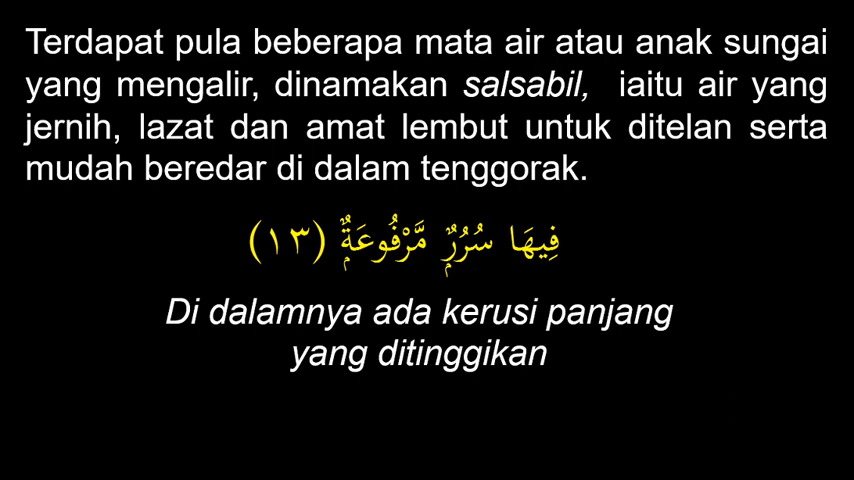 Terdapat pula beberapa mata air atau anak sungai
yang mengalir, dinamakan salsabil, iaitu air yang
jernih, lazat dan amat lembut untuk ditelan serta
mudah beredar di dalam tenggorak.
فِيهَا سُرُرٌۭ مَّرْفُوعَةٌۭ (١٣)
Di dalamnya ada kerusi panjang
yang ditinggikan